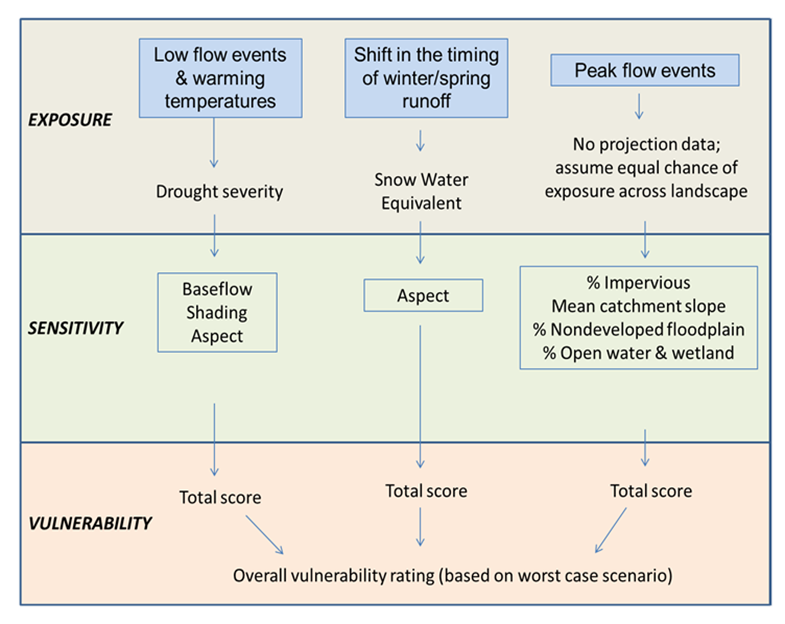 EXPOSURE
Low flow events
& warming
temperatures
Drought severity
Shift in the timing
of winter/spring
runoff
Snow Water
Equivalent
Peak flow events
No projection data;
assume equal chance of
exposure across landscape
SENSITIVITY
Baseflow
Shading
Aspect
Aspect
% Impervious
Mean catchment slope
% Nondeveloped floodplain
% Open water & wetland
VULNERABILITY
Total score
Total score
Total score
Overall vulnerability rating (based on worst case scenario)